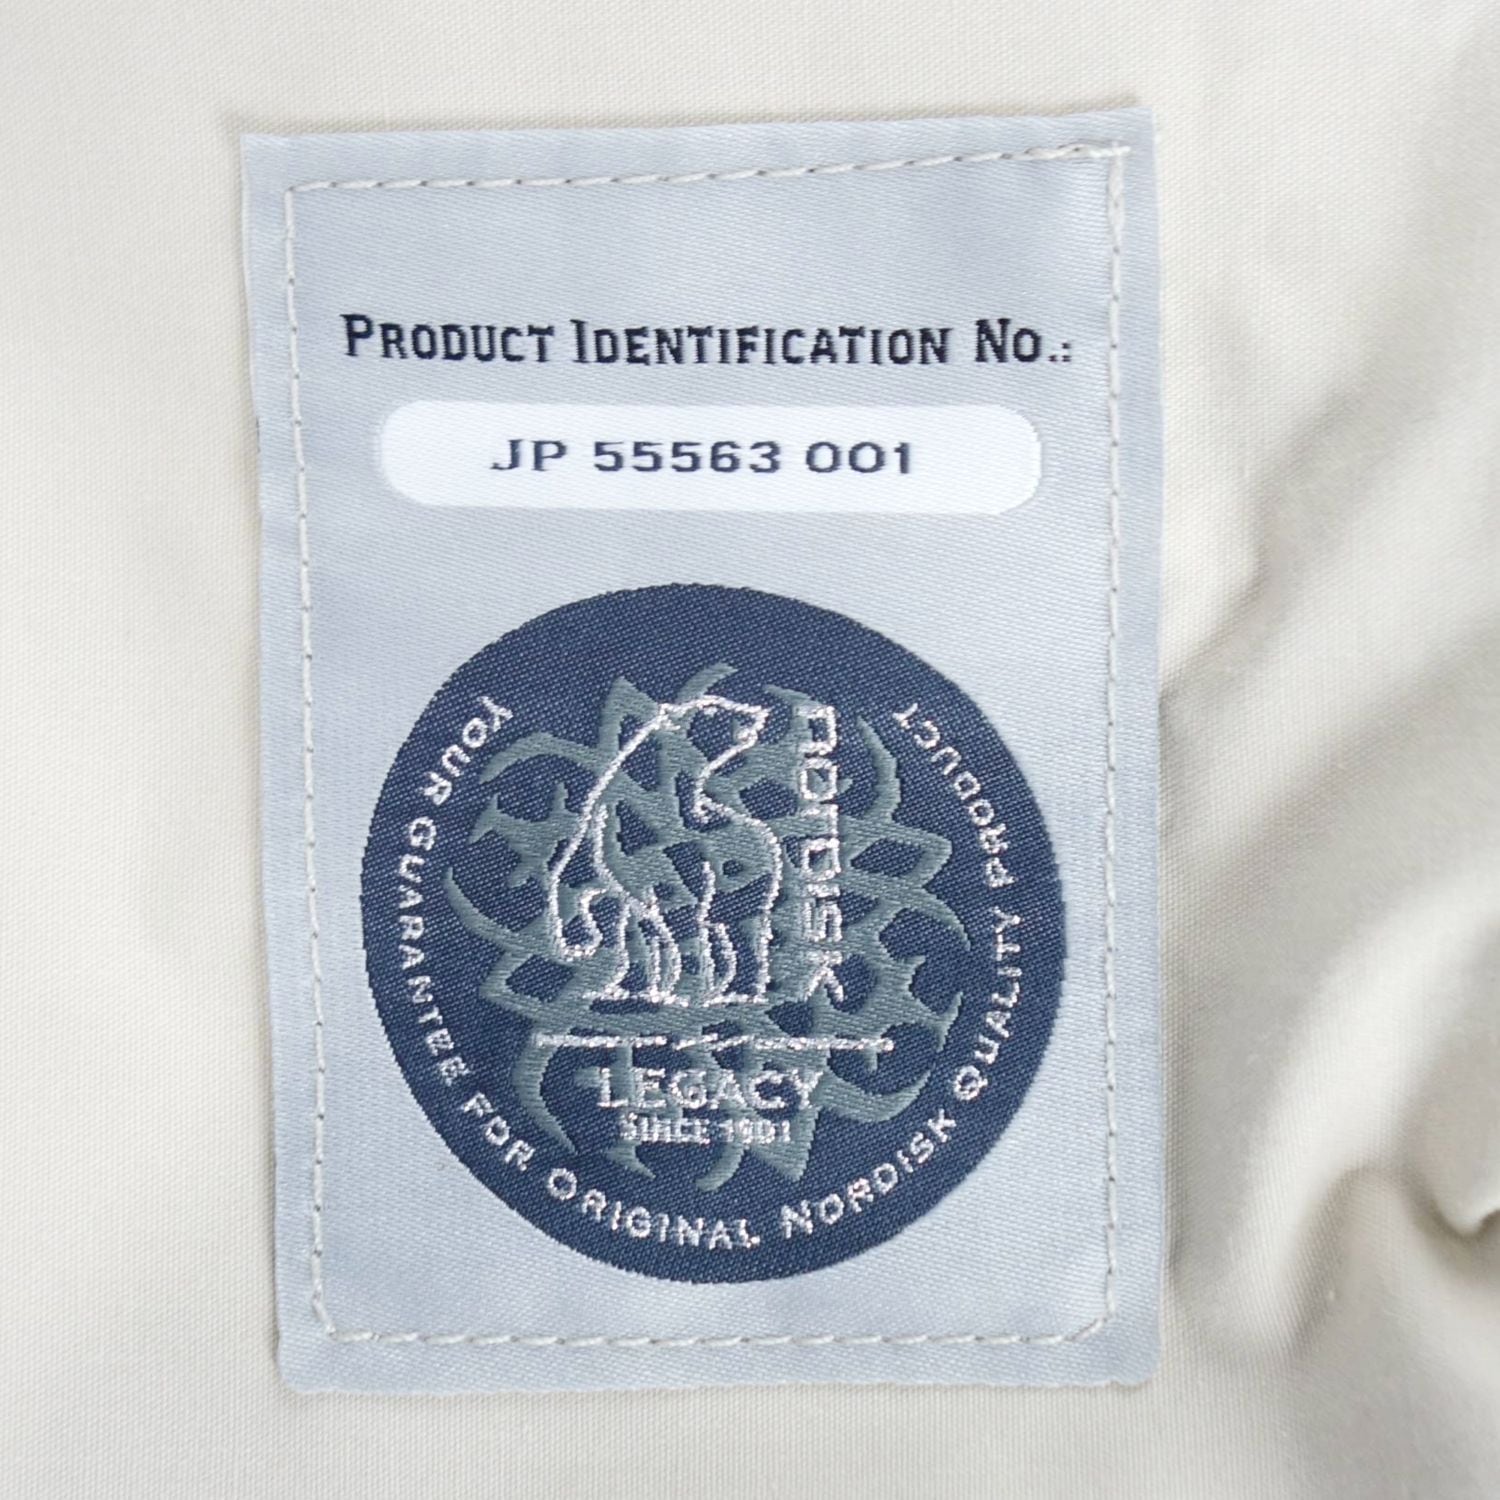 PRODUCT IDENTIFICATION NO.:
JP 55563 001
YOUR GUARANTEE FOR ORIGINAL NORDISK QUALITY PRODUCT
NORDISK
LEGACY
SINCE 1901